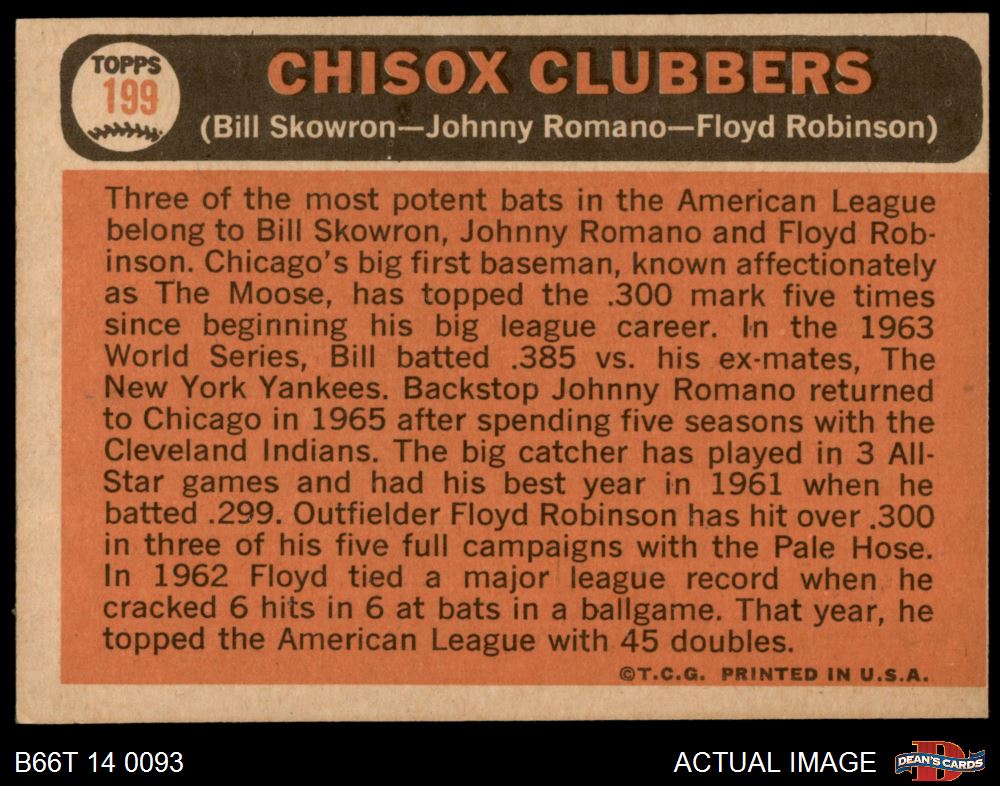 TOPPS
199
CHISOX CLUBBERS
(Bill Skowron—Johnny Romano—Floyd Robinson)
Three of the most potent bats in the American League
belong to Bill Skowron, Johnny Romano and Floyd Rob-
inson. Chicago's big first baseman, known affectionately
as The Moose, has topped the .300 mark five times
since beginning his big league career. In the 1963
World Series, Bill batted .385 vs. his ex-mates, The
New York Yankees. Backstop Johnny Romano returned
to Chicago in 1965 after spending five seasons with the
Cleveland Indians. The big catcher has played in 3 All-
Star games and had his best year in 1961 when he
batted .299. Outfielder Floyd Robinson has hit over .300
in three of his five full campaigns with the Pale Hose.
In 1962 Floyd tied a major league record when he
cracked 6 hits in 6 at bats in a ballgame. That year, he
topped the American League with 45 doubles.
©T.C.G. PRINTED IN U.S.A.
B66T 14 0093
ACTUAL IMAGE
D
DEAN'S CARDS